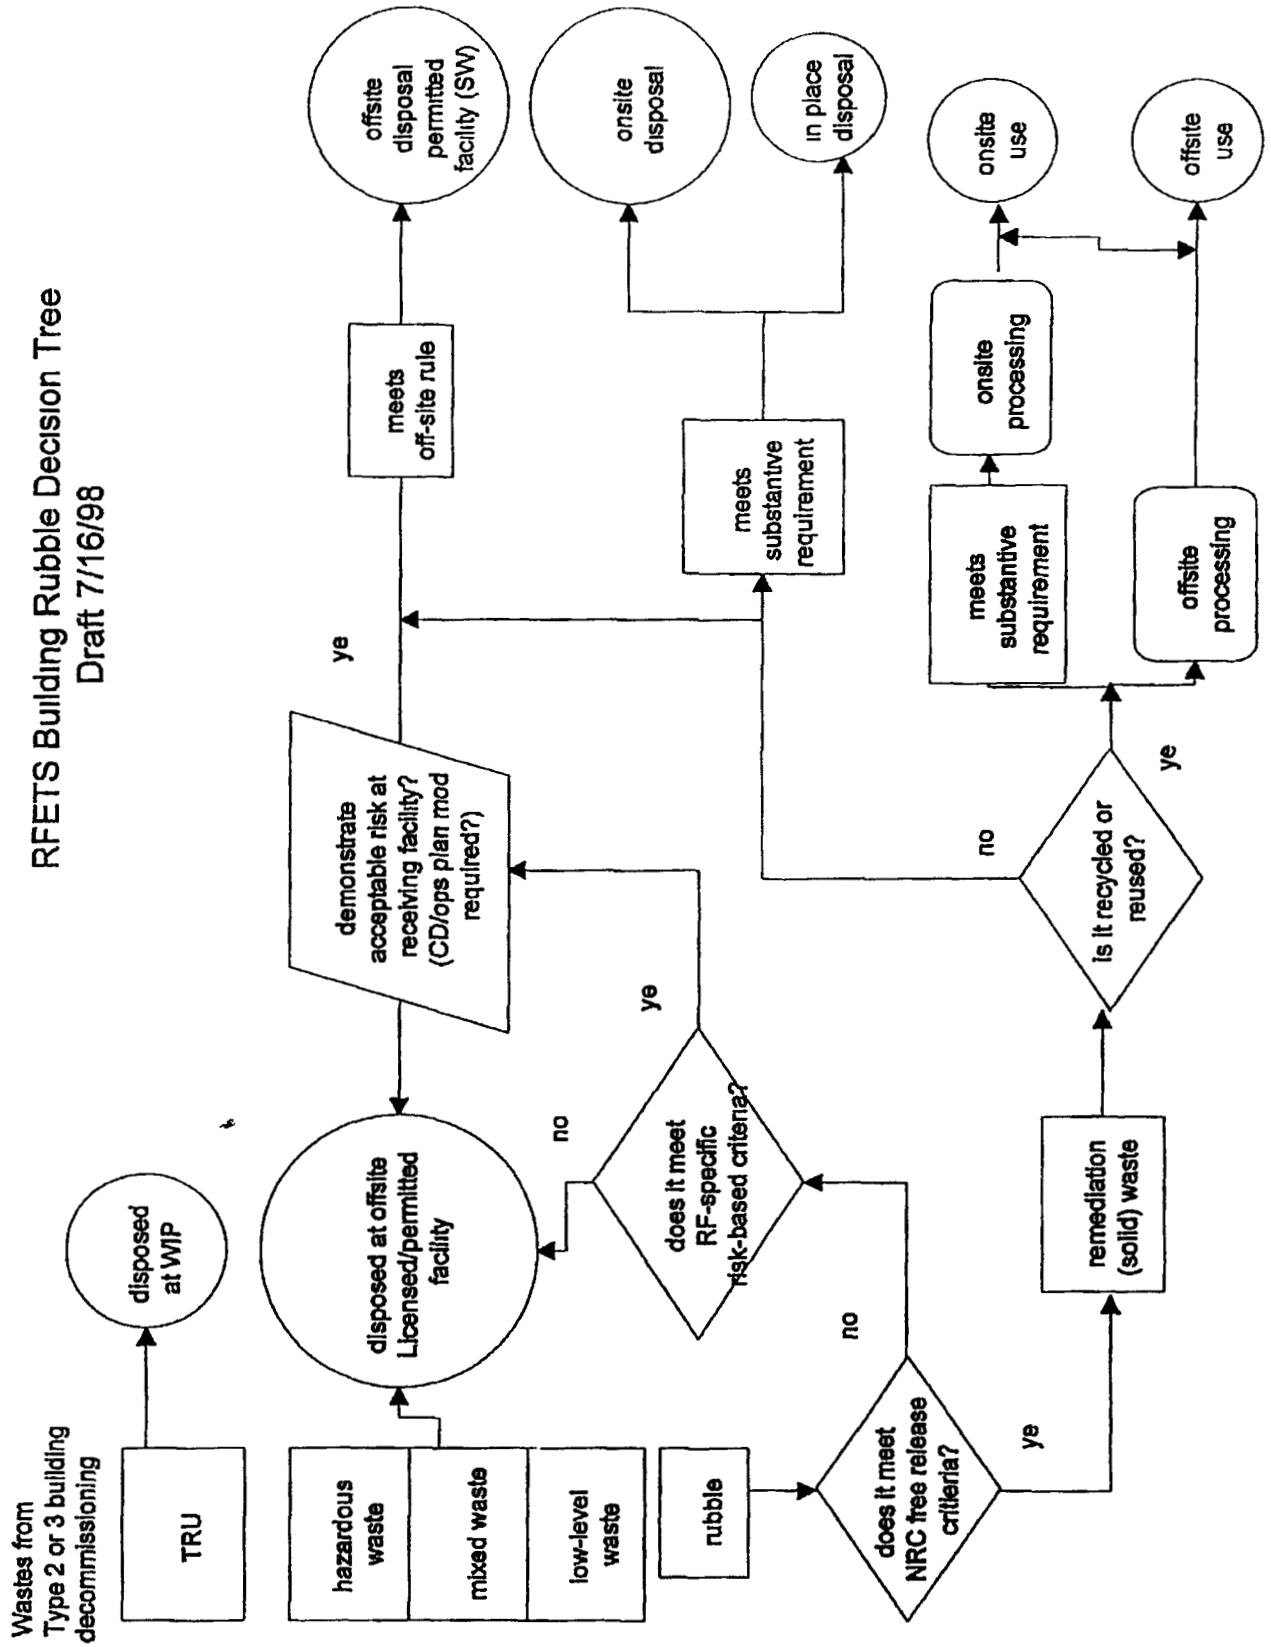 RFETS Building Rubble Decision Tree
Draft 7/16/98
Wastes from
Type 2 or 3 building
decommissioning
TRU
disposed
at WIP
hazardous
waste
mixed waste
low-level
waste
disposed at offsite
Licensed/permitted
facility
demonstrate
acceptable risk at
receiving facility?
(CD/ops plan mod
required?)
ye
meets
off-site rule
offsite
disposal
permitted
facility (SW)
rubble
does it meet
NRC free release
critieria?
no
ye
does it meet
RF-specific
risk-based criteria?
no
ye
meets
substantive
requirement
onsite
disposal
in place
disposal
remediation
(solid) waste
is it recycled or
reused?
no
ye
meets
substantive
requirement
onsite
processing
onsite
use
offsite
processing
offsite
use